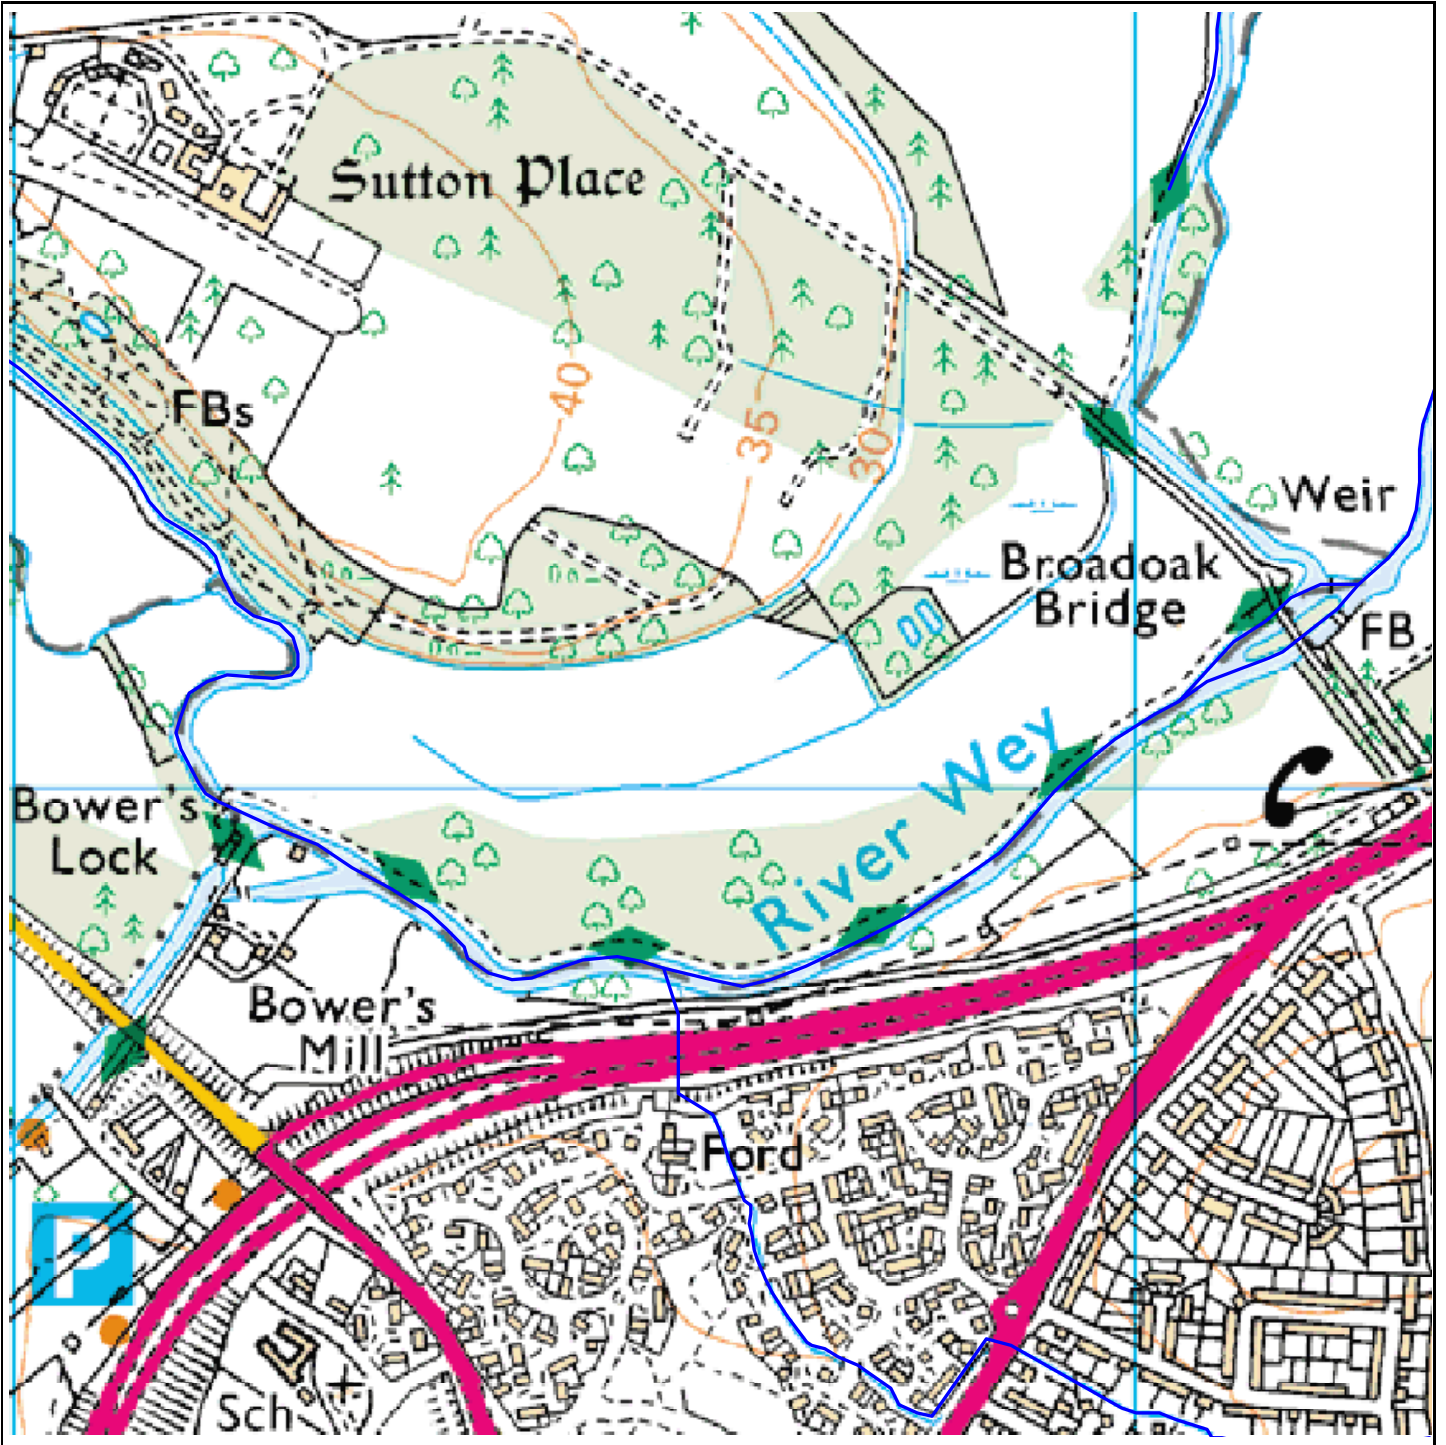 Sutton Place
FBs
40
35
30
Weir
Broadoak
Bridge
FB
River Wey
Bower's
Lock
Bower's
Mill
Ford
P
Sch